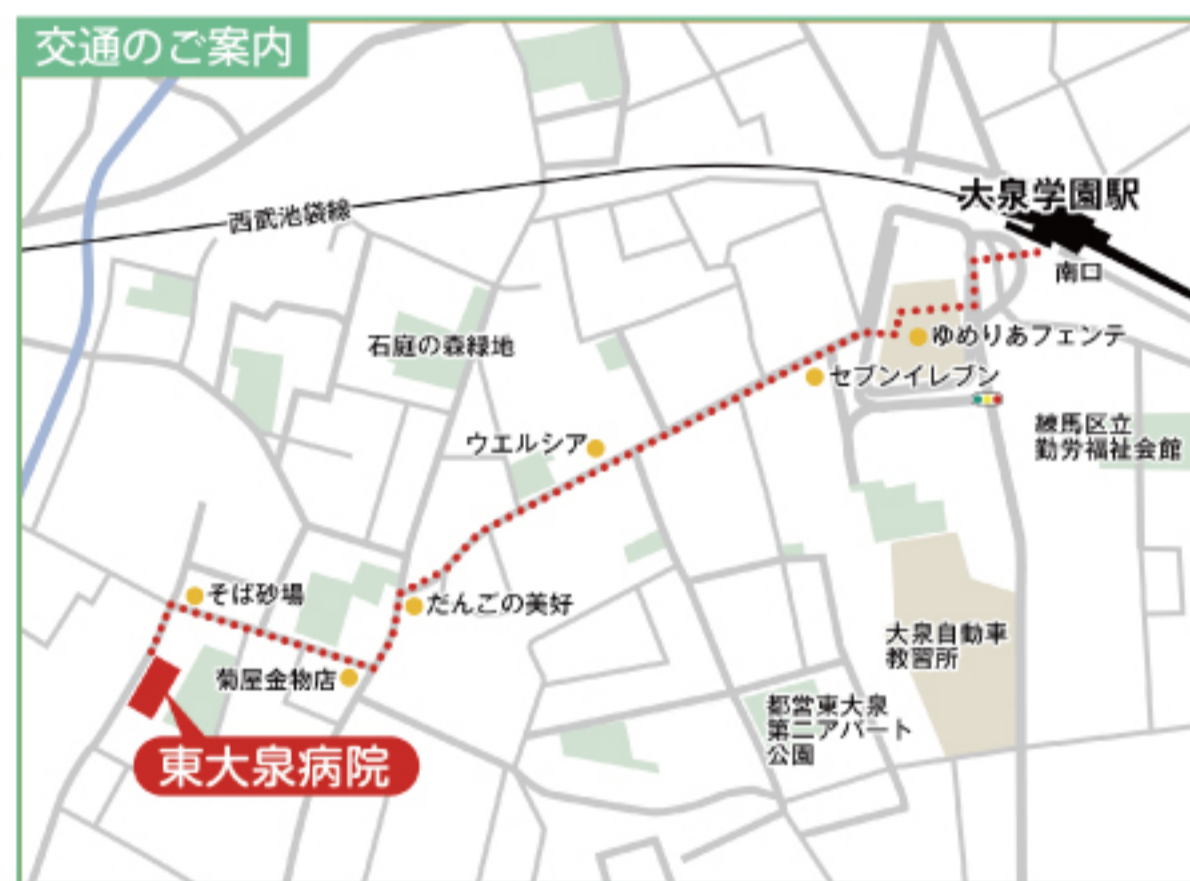 交通のご案内
大泉学園駅
西武池袋線
南口
ゆめりあフェンテ
石庭の森緑地
セブンイレブン
練馬区立
勤労福祉会館
ウエルシア
そば砂場
だんごの美好
大泉自動車
教習所
菊屋金物店
都営東大泉
第二アパート
公園
東大泉病院